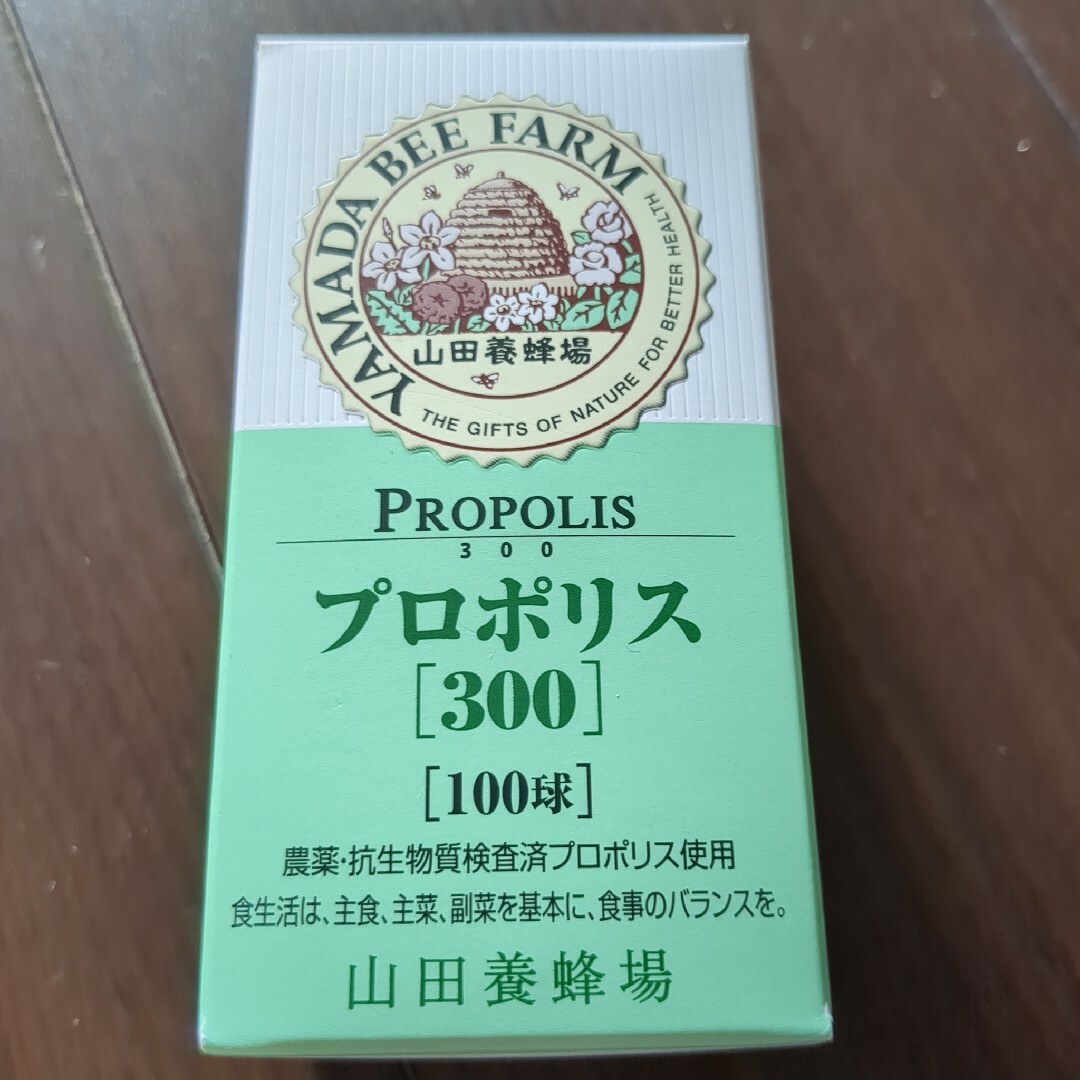 YAMADA BEE FARM
山田養蜂場
THE GIFTS OF NATURE FOR BETTER HEALTH
PROPOLIS
300
プロポリス
[300]
[100球]
農薬・抗生物質検査済プロポリス使用
食生活は、主食、主菜、副菜を基本に、食事のバランスを。
山田養蜂場